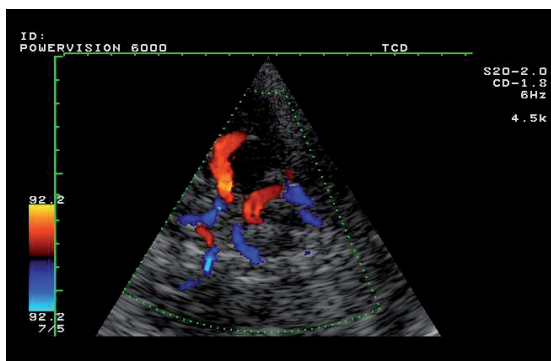 ID:
POWERVISION 6000 TCD
S20-2.0
CD-1.8
6Hz
4.5k
92.2
92.2
7/5